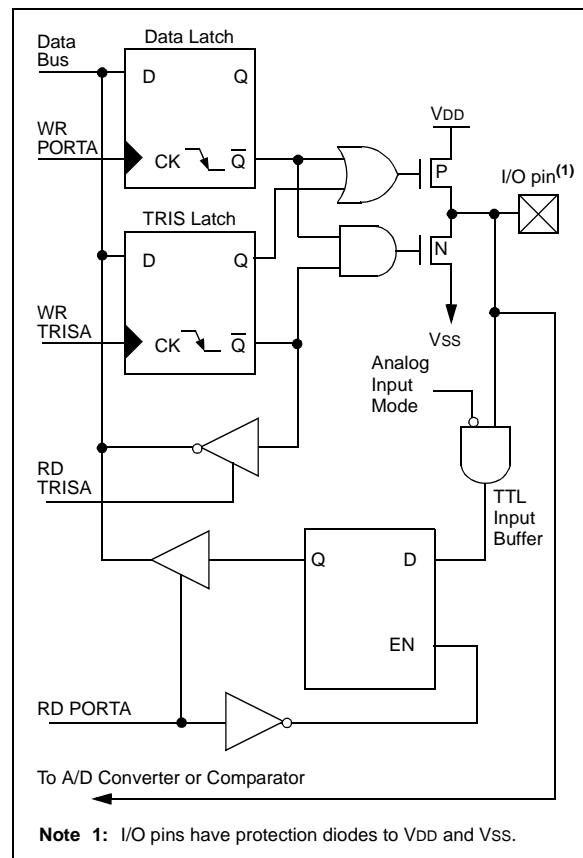 Data Latch
Data
Bus
D
Q
WR
PORTA
CK
Q
VDD
P
I/O pin(1)
TRIS Latch
D
Q
N
WR
TRISA
CK
Q
VSS
Analog
Input
Mode
RD
TRISA
TTL
Input
Buffer
Q
D
EN
RD PORTA
To A/D Converter or Comparator
Note 1: I/O pins have protection diodes to VDD and VSS.